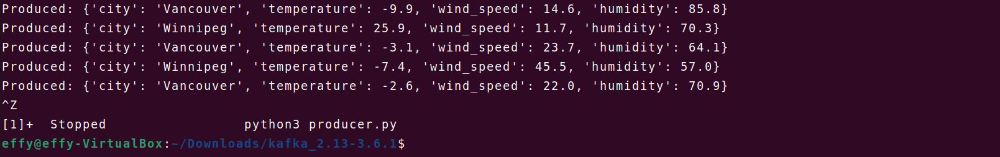 Produced: {'city': 'Vancouver', 'temperature': -9.9, 'wind_speed': 14.6, 'humidity': 85.8}
Produced: {'city': 'Winnipeg', 'temperature': 25.9, 'wind_speed': 11.7, 'humidity': 70.3}
Produced: {'city': 'Vancouver', 'temperature': -3.1, 'wind_speed': 23.7, 'humidity': 64.1}
Produced: {'city': 'Winnipeg', 'temperature': -7.4, 'wind_speed': 45.5, 'humidity': 57.0}
Produced: {'city': 'Vancouver', 'temperature': -2.6, 'wind_speed': 22.0, 'humidity': 70.9}
^Z
[1]+  Stopped                 python3 producer.py
effy@effy-VirtualBox:~/Downloads/kafka_2.13-3.6.1$